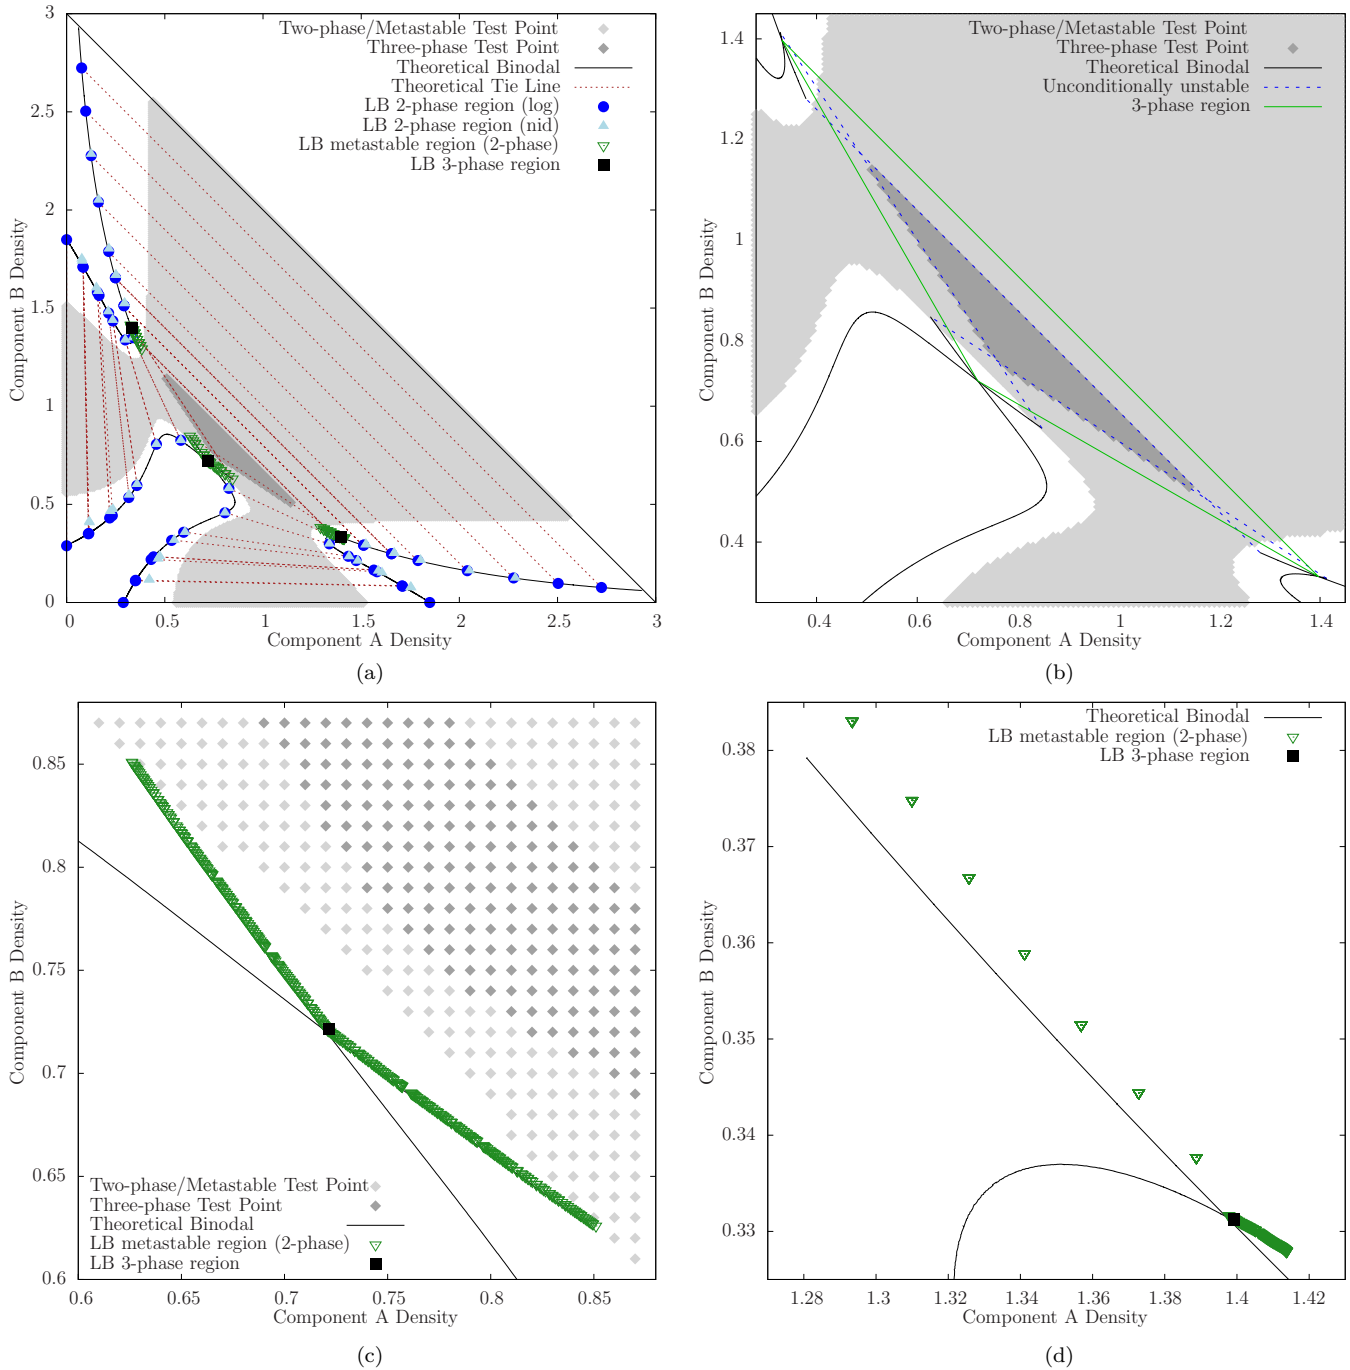 Two-phase/Metastable Test Point
Three-phase Test Point
Theoretical Binodal
Theoretical Tie Line
LB 2-phase region (log)
LB 2-phase region (nid)
LB metastable region (2-phase)
LB 3-phase region
3
2.5
2
1.5
1
0.5
0
Component B Density
0 0.5 1 1.5 2 2.5 3
Component A Density
(a)
Two-phase/Metastable Test Point
Three-phase Test Point
Theoretical Binodal
Unconditionally unstable
3-phase region
1.4
1.2
1
0.8
0.6
0.4
Component B Density
0.4 0.6 0.8 1 1.2 1.4
Component A Density
(b)
0.85
0.8
0.75
0.7
0.65
0.6
Component B Density
Two-phase/Metastable Test Point
Three-phase Test Point
Theoretical Binodal
LB metastable region (2-phase)
LB 3-phase region
0.6 0.65 0.7 0.75 0.8 0.85
Component A Density
(c)
Theoretical Binodal
LB metastable region (2-phase)
LB 3-phase region
0.38
0.37
0.36
0.35
0.34
0.33
Component B Density
1.28 1.3 1.32 1.34 1.36 1.38 1.4 1.42
Component A Density
(d)